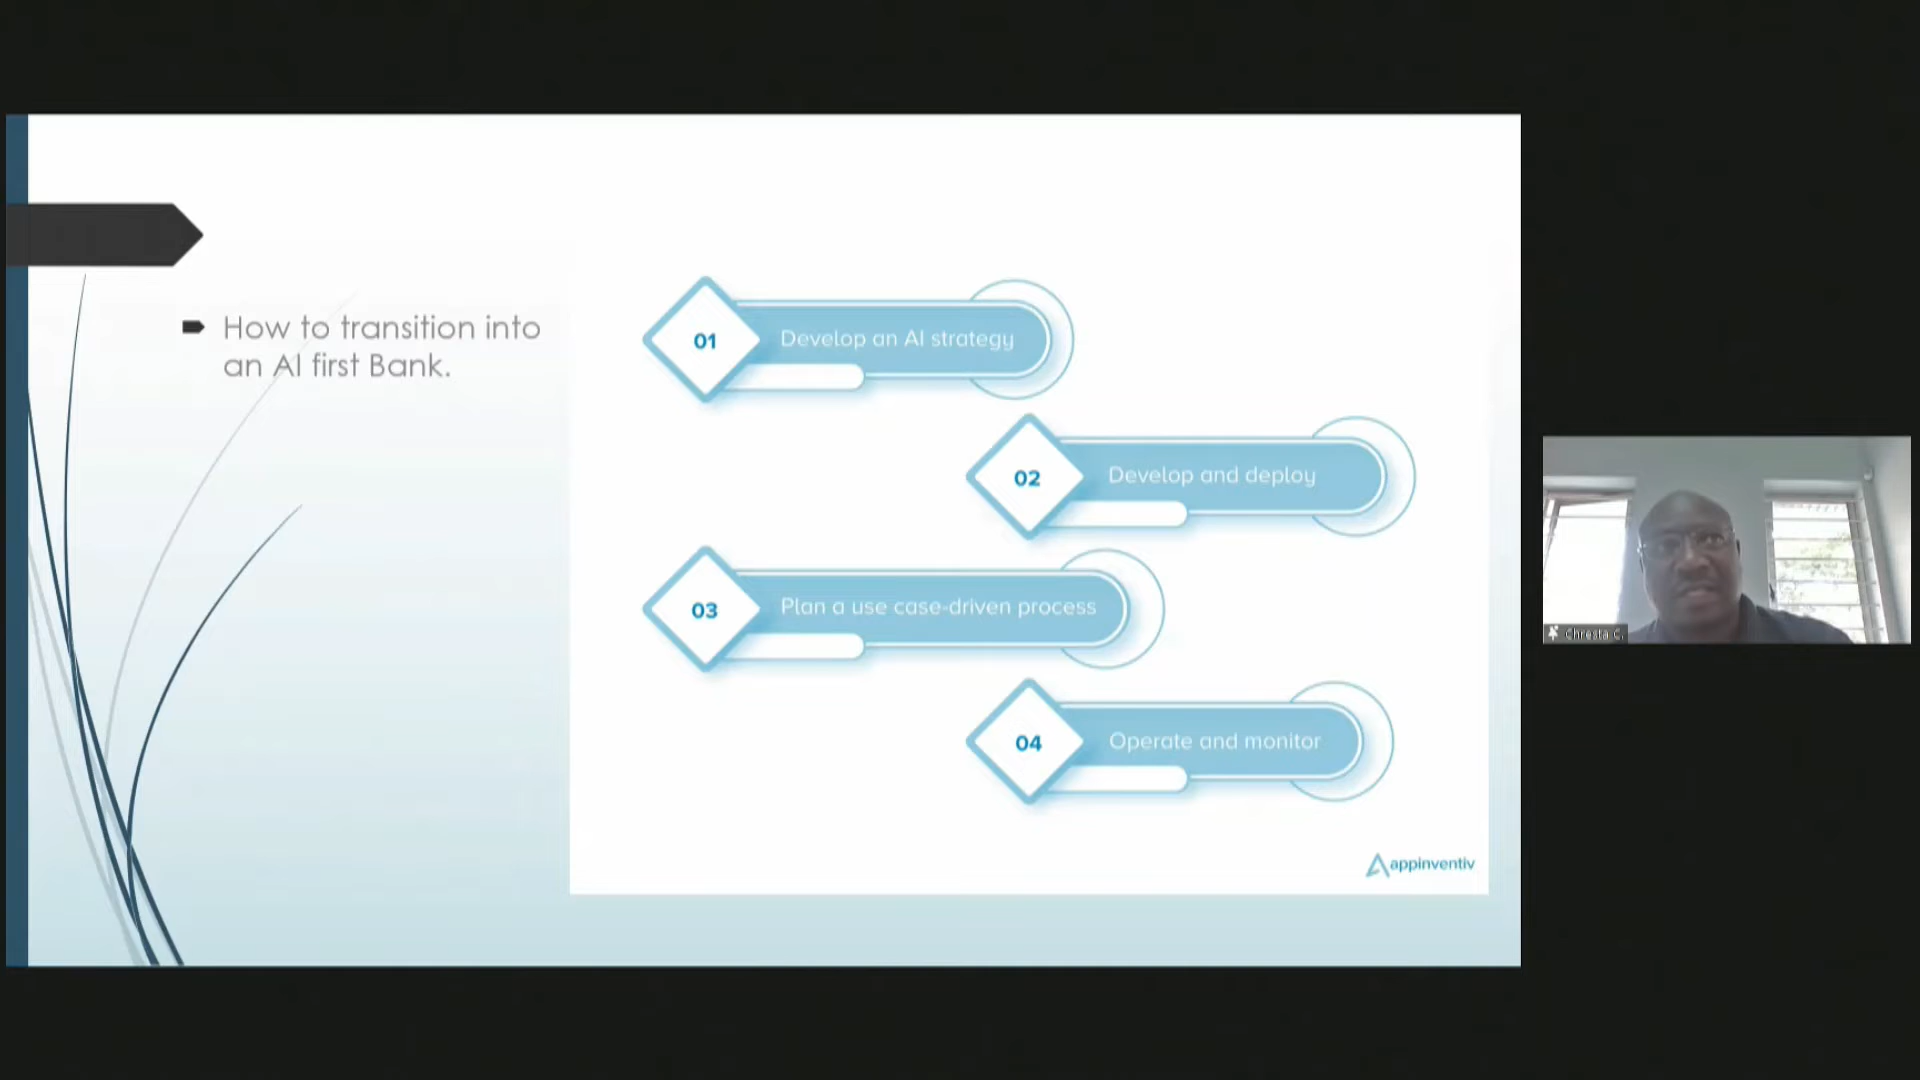 How to transition into
an AI first Bank.
01
Develop an AI strategy
02
Develop and deploy
03
Plan a use case-driven process
04
Operate and monitor
appinventiv
Chresta C.